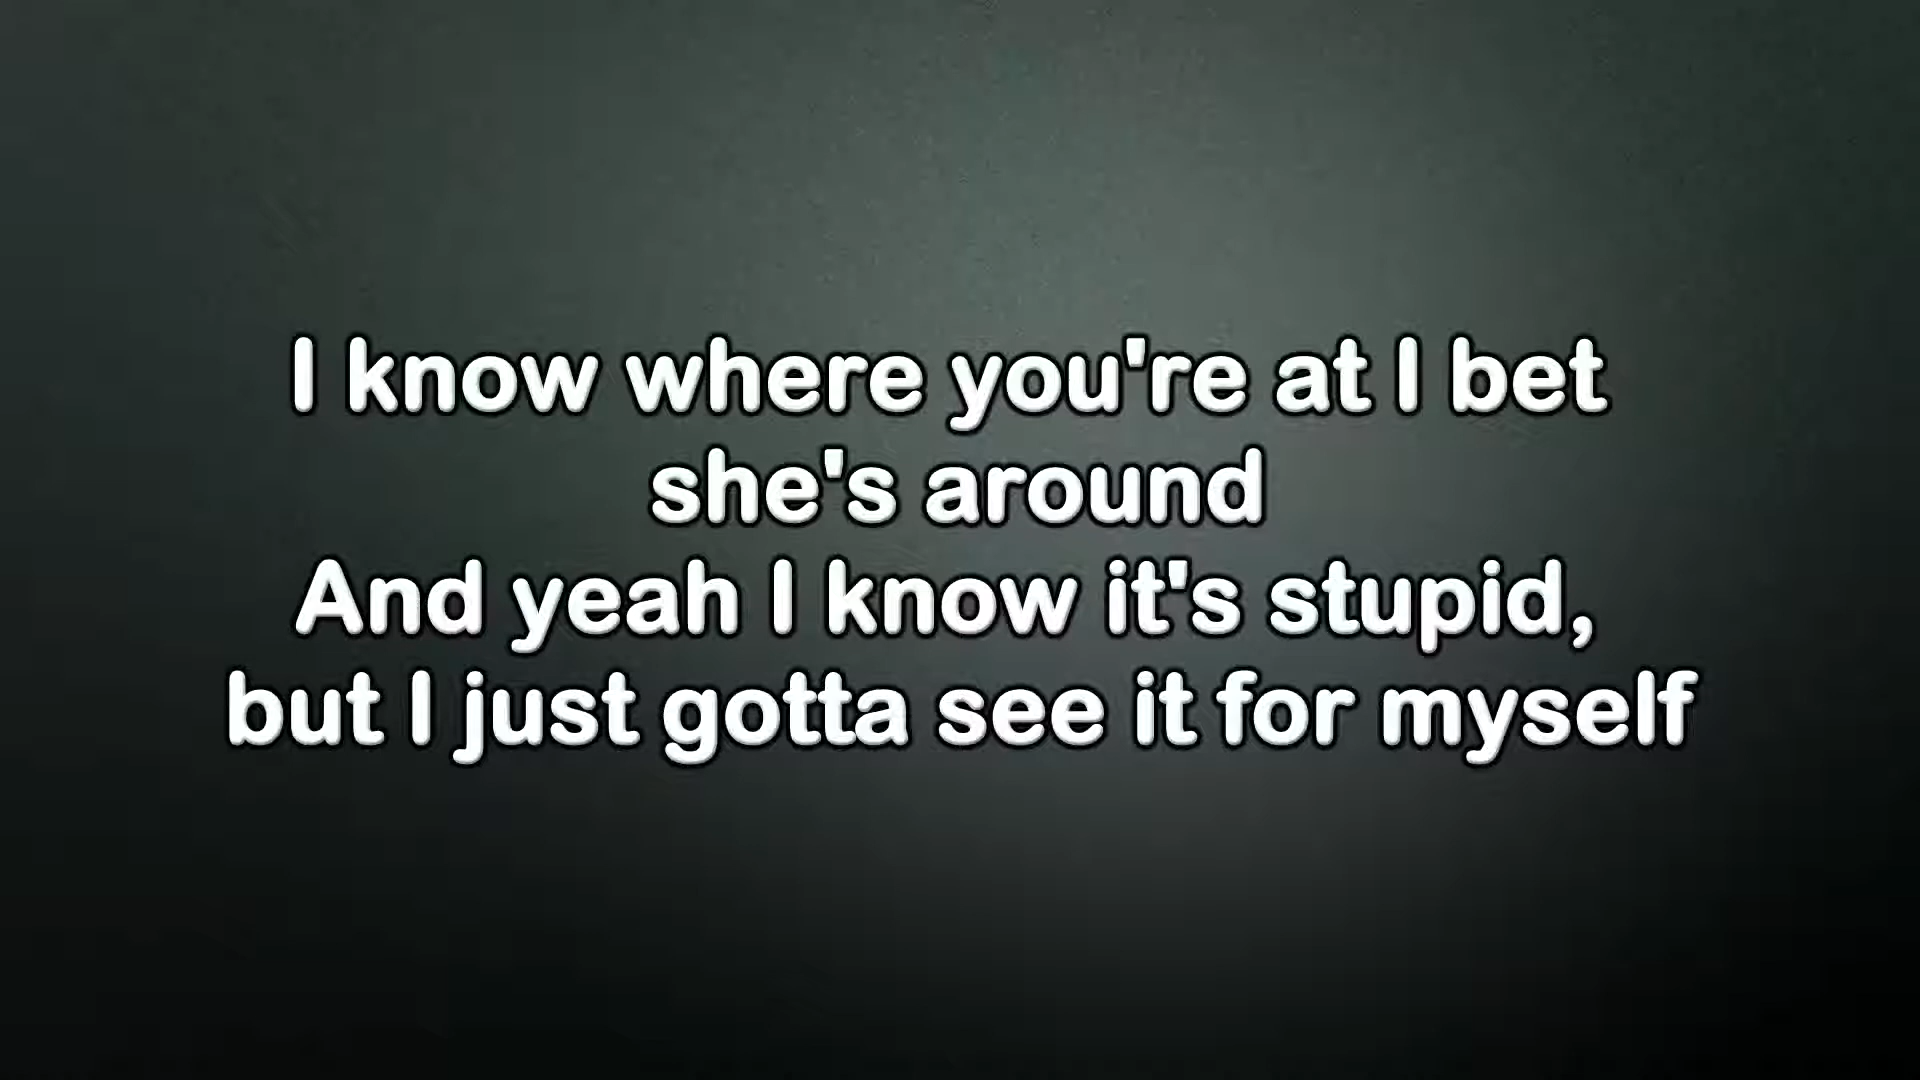 I know where you're at I bet
she's around
And yeah I know it's stupid,
but I just gotta see it for myself